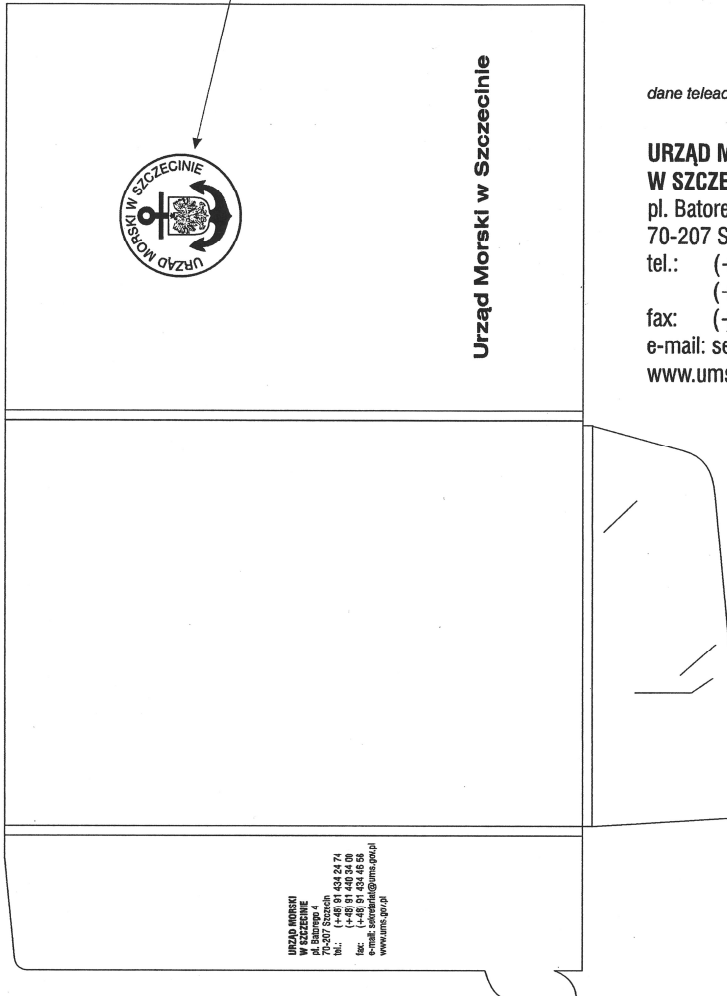 URZĄD MORSKI W SZCZECINIE
Urząd Morski w Szczecinie
dane teleac
URZĄD M
W SZCZE
pl. Batore
70-207 S
tel.: (-
(-
fax: (-
e-mail: se
www.ums
URZĄD MORSKI
W SZCZECINIE
pl. Batorego 4
70-207 Szczecin
tel.: (+48) 91 434 24 74
(+48) 91 440 34 00
fax: (+48) 91 434 46 56
e-mail: sekretariat@ums.gov.pl
www.ums.gov.pl